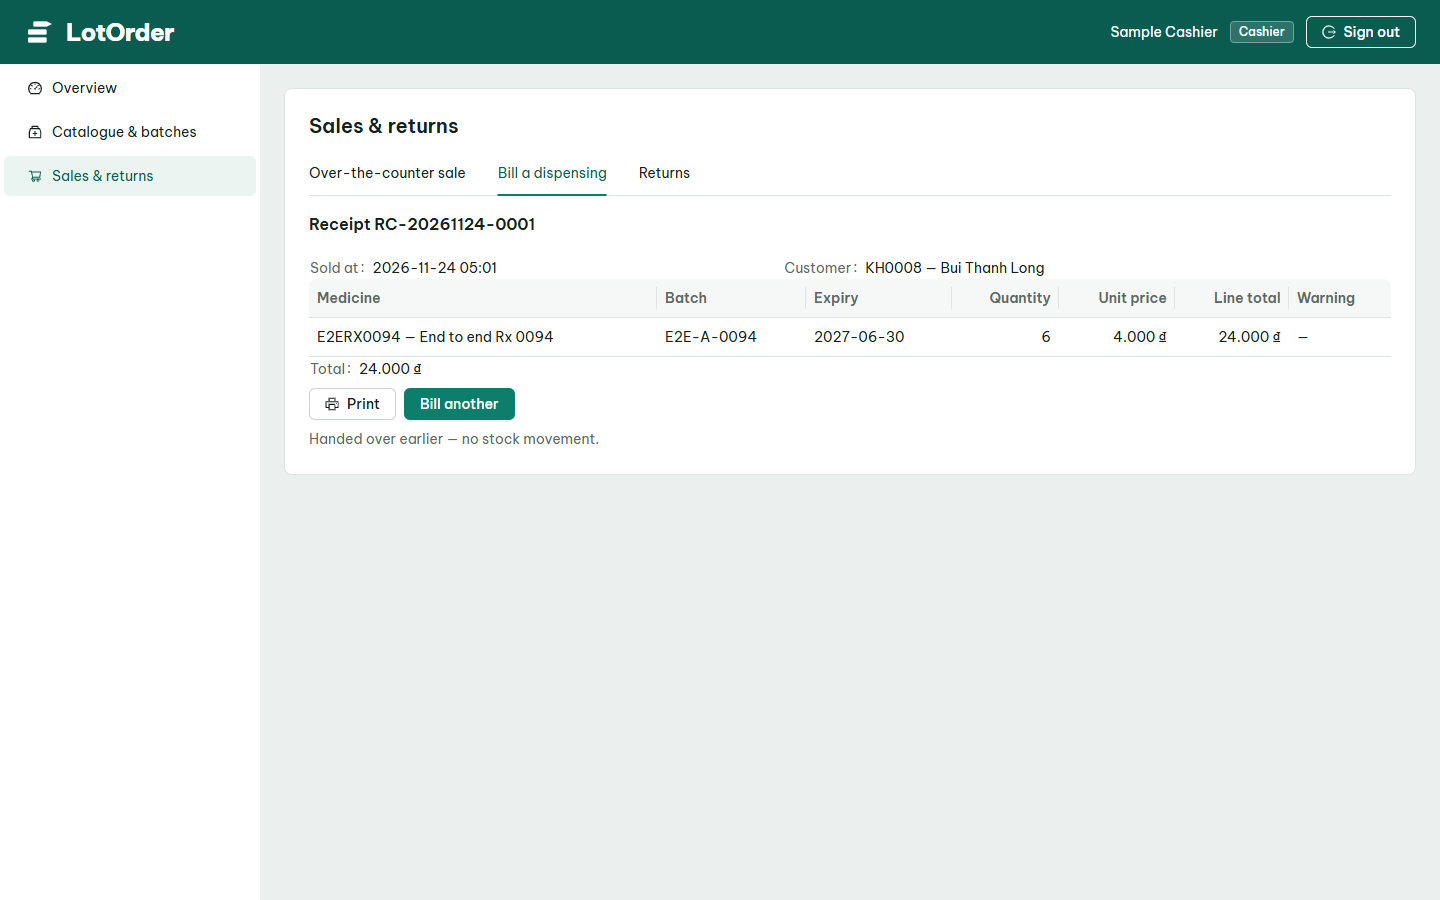 LotOrder
Sample Cashier Cashier Sign out
Overview
Catalogue & batches
Sales & returns
Sales & returns
Over-the-counter sale Bill a dispensing Returns
Receipt RC-20261124-0001
Sold at: 2026-11-24 05:01 Customer: KH0008 — Bui Thanh Long
Medicine Batch Expiry Quantity Unit price Line total Warning
E2ERX0094 — End to end Rx 0094 E2E-A-0094 2027-06-30 6 4.000 ₫ 24.000 ₫ —
Total: 24.000 ₫
Print Bill another
Handed over earlier — no stock movement.